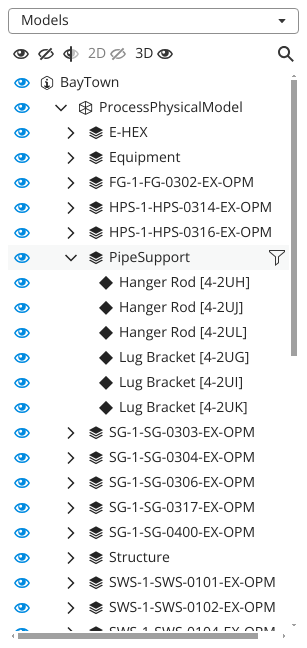 Models
2D 3D
BayTown
ProcessPhysicalModel
E-HEX
Equipment
FG-1-FG-0302-EX-OPM
HPS-1-HPS-0314-EX-OPM
HPS-1-HPS-0316-EX-OPM
PipeSupport
Hanger Rod [4-2UH]
Hanger Rod [4-2UJ]
Hanger Rod [4-2UL]
Lug Bracket [4-2UG]
Lug Bracket [4-2UI]
Lug Bracket [4-2UK]
SG-1-SG-0303-EX-OPM
SG-1-SG-0304-EX-OPM
SG-1-SG-0306-EX-OPM
SG-1-SG-0317-EX-OPM
SG-1-SG-0400-EX-OPM
Structure
SWS-1-SWS-0101-EX-OPM
SWS-1-SWS-0102-EX-OPM
SWS-1-SWS-0104-EX-OPM